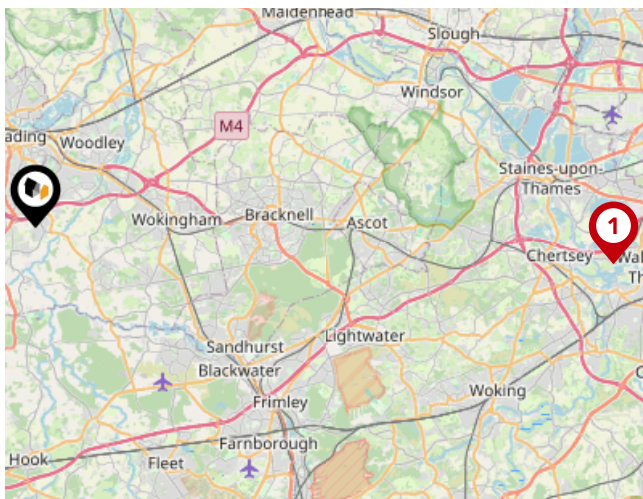 Maidenhead
Slough
Windsor
M4
ading
Woodley
Staines-upon-
Thames
Wokingham
Bracknell
Ascot
1
Chertsey
Wal
Th
Lightwater
Sandhurst
Blackwater
Woking
Frimley
C
Farnborough
Hook
Fleet